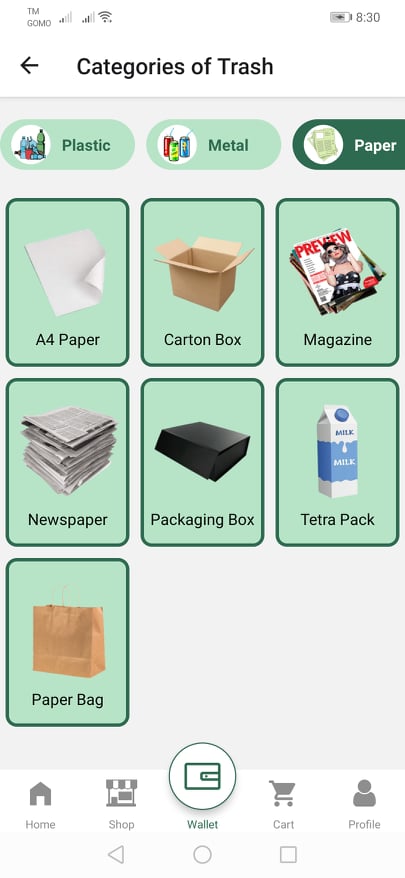 TM
GOMO
8:30
Categories of Trash
Plastic
Metal
Paper
PREVIEW
A4 Paper
Carton Box
Magazine
MILK
MILK
Newspaper
Packaging Box
Tetra Pack
Paper Bag
Home
Shop
Wallet
Cart
Profile